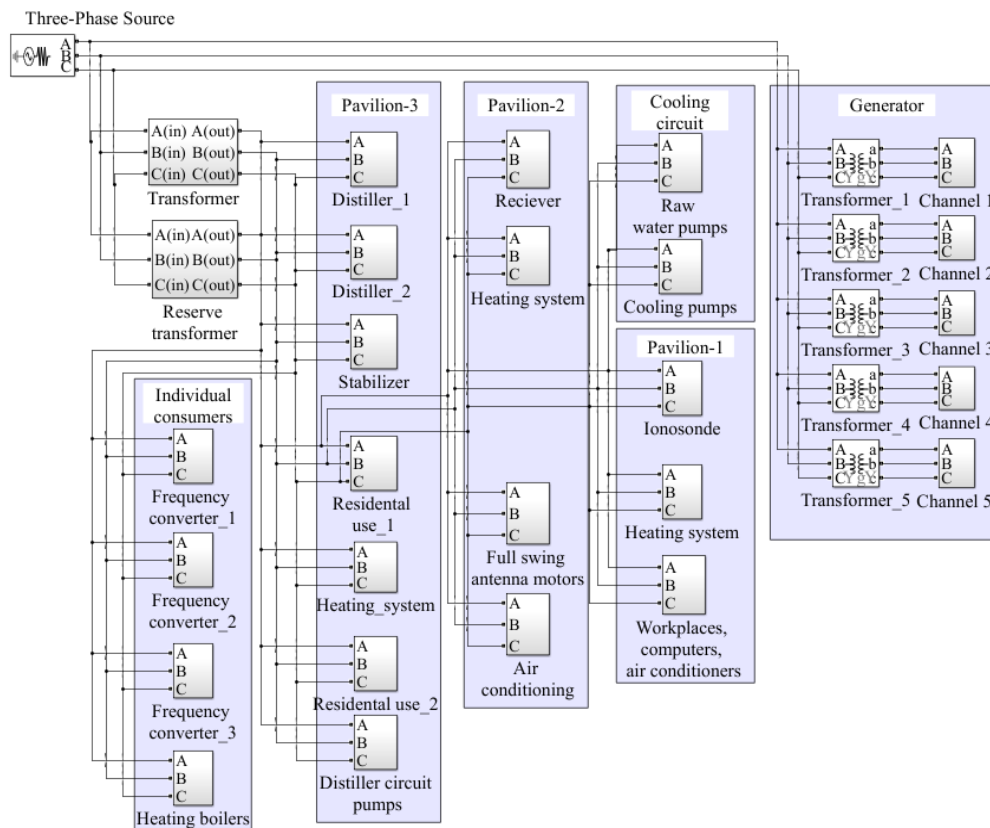 Three-Phase Source
A
B
C
A(in) A(out)
B(in) B(out)
C(in) C(out)
Transformer
A(in) A(out)
B(in) B(out)
C(in) C(out)
Reserve
transformer
Individual
consumers
A
B
C
Frequency
converter_1
A
B
C
Frequency
converter_2
A
B
C
Frequency
converter_3
A
B
C
Heating boilers
Pavilion-3
A
B
C
Distiller_1
A
B
C
Distiller_2
A
B
C
Stabilizer
A
B
C
Residental
use_1
A
B
C
Heating_system
A
B
C
Residental use_2
A
B
C
Distiller circuit
pumps
Pavilion-2
A
B
C
Reciever
A
B
C
Heating system
A
B
C
Full swing
antenna motors
A
B
C
Air
conditioning
Cooling
circuit
A
B
C
Raw
water pumps
A
B
C
Cooling pumps
Pavilion-1
A
B
C
Ionosonde
A
B
C
Heating system
A
B
C
Workplaces,
computers,
air conditioners
Generator
A a
B b
C Y g Y c
Transformer_1
A
B
C
Channel 1
A a
B b
C Y g Y c
Transformer_2
A
B
C
Channel 2
A a
B b
C Y g Y c
Transformer_3
A
B
C
Channel 3
A a
B b
C Y g Y c
Transformer_4
A
B
C
Channel 4
A a
B b
C Y g Y c
Transformer_5
A
B
C
Channel 5